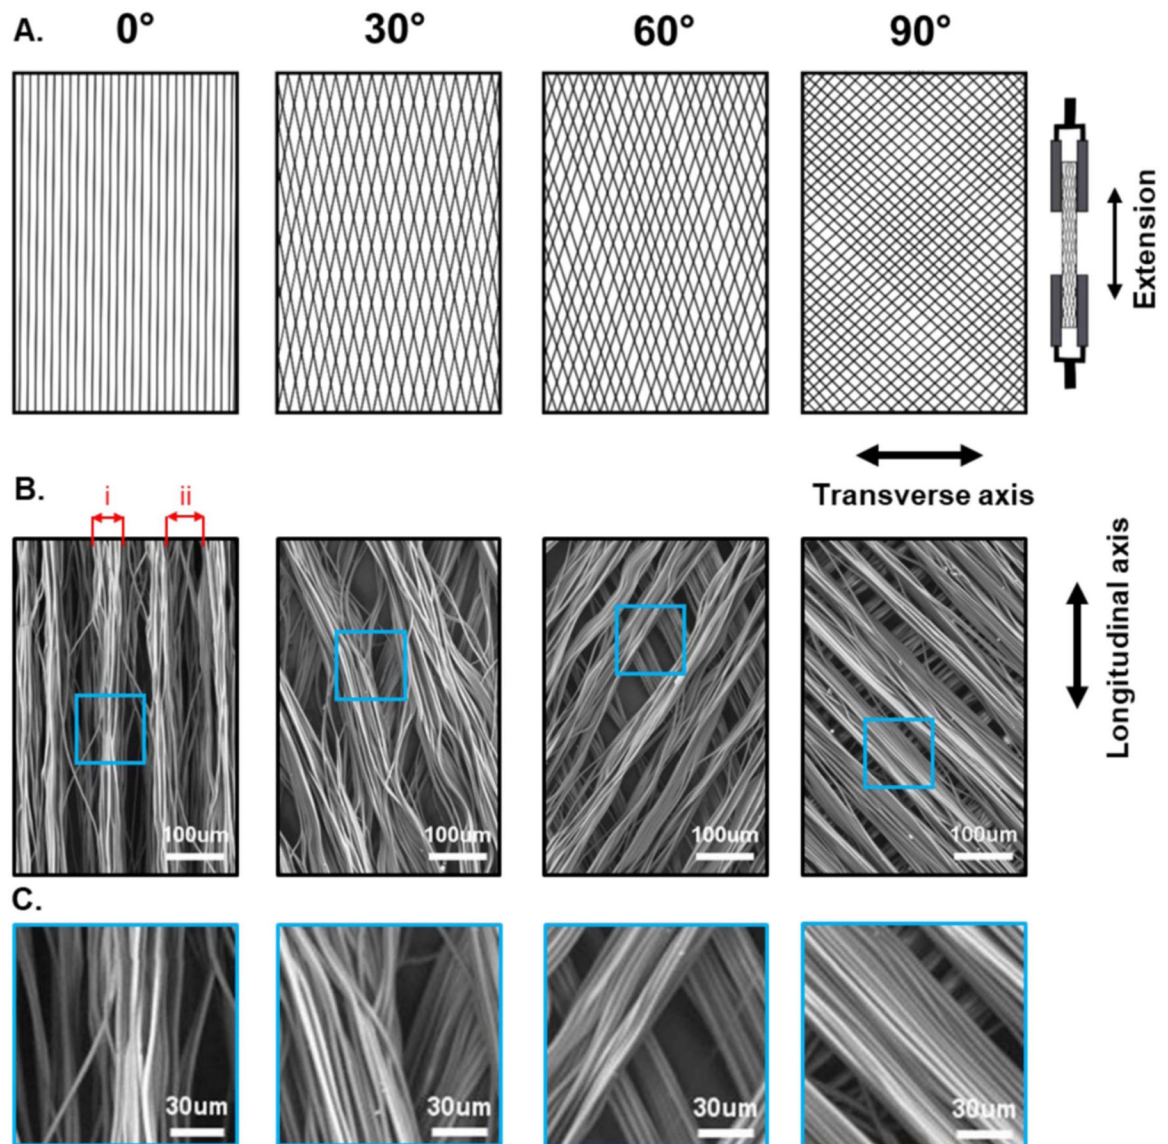 A.
0°
30°
60°
90°
Extension
Transverse axis
B.
i
ii
Longitudinal axis
100um
100um
100um
100um
C.
30um
30um
30um
30um